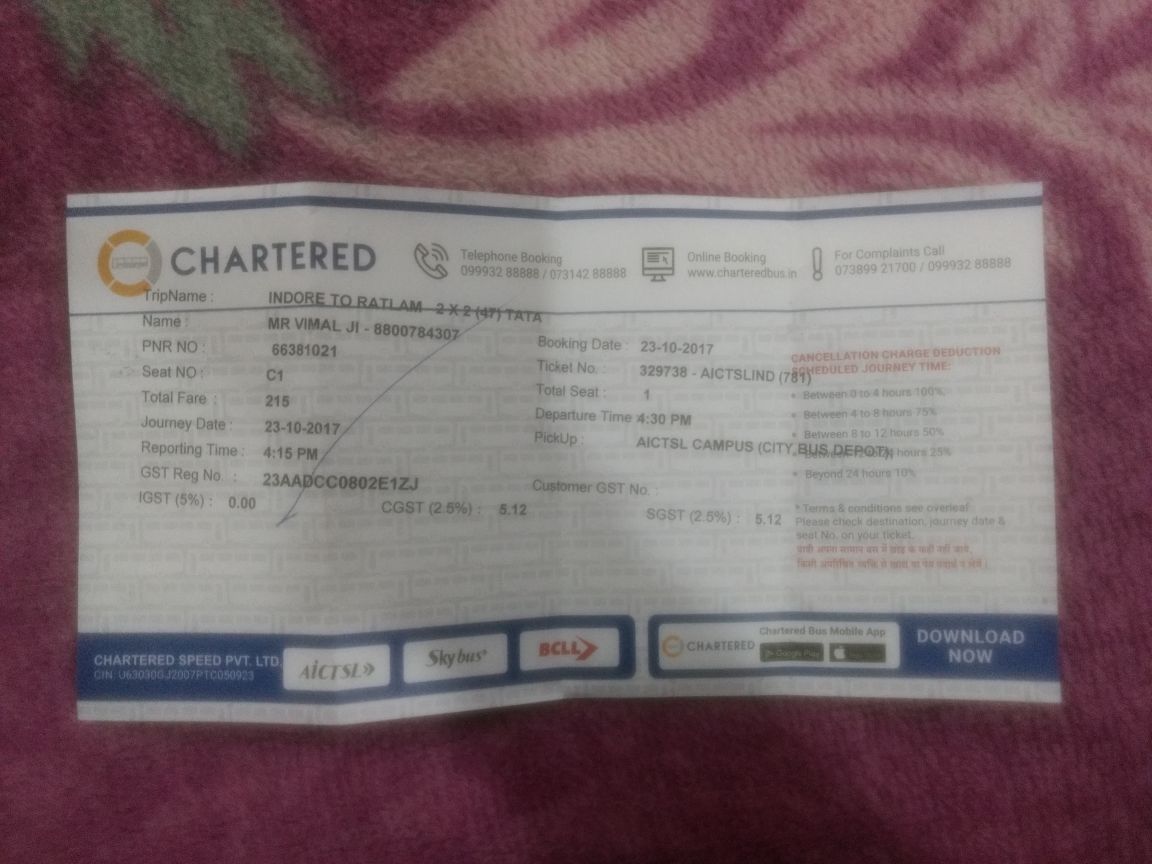 CHARTERED
Telephone Booking
099932 88888 / 073142 88888
Online Booking
www.charteredbus.in
For Complaints Call
073899 21700 / 099932 88888
TripName : INDORE TO RATLAM 2 X 2 (47) TATA
Name : MR VIMAL JI - 8800784307
PNR NO : 66381021
Booking Date : 23-10-2017
Seat NO : C1
Ticket No. : 329738 - AICTSLIND (781)
Total Fare : 215
Total Seat : 1
Journey Date : 23-10-2017
Departure Time : 4:30 PM
Reporting Time : 4:15 PM
PickUp : AICTSL CAMPUS (CITY BUS DEPOT)
GST Reg No. : 23AADCC0802E1ZJ
Customer GST No. :
IGST (5%) : 0.00
CGST (2.5%) : 5.12
SGST (2.5%) : 5.12
CANCELLATION CHARGE DEDUCTION
SCHEDULED JOURNEY TIME:
• Between 0 to 4 hours 100%
• Between 4 to 8 hours 75%
• Between 8 to 12 hours 50%
• Between hours 25%
• Beyond 24 hours 10%
* Terms & conditions see overleaf
Please check destination, journey date &
seat No. on your ticket.
यात्री अपना सामान बस में छोड़ के कहीं नहीं जाये,
किसी अपरिचित व्यक्ति से खाद्य या पेय पदार्थ न लेवें।
CHARTERED SPEED PVT. LTD.
CIN: U63030GJ2007PTC050923
AiCTSL
Skybus
BCLL
CHARTERED
Chartered Bus Mobile App
Google Play
DOWNLOAD
NOW